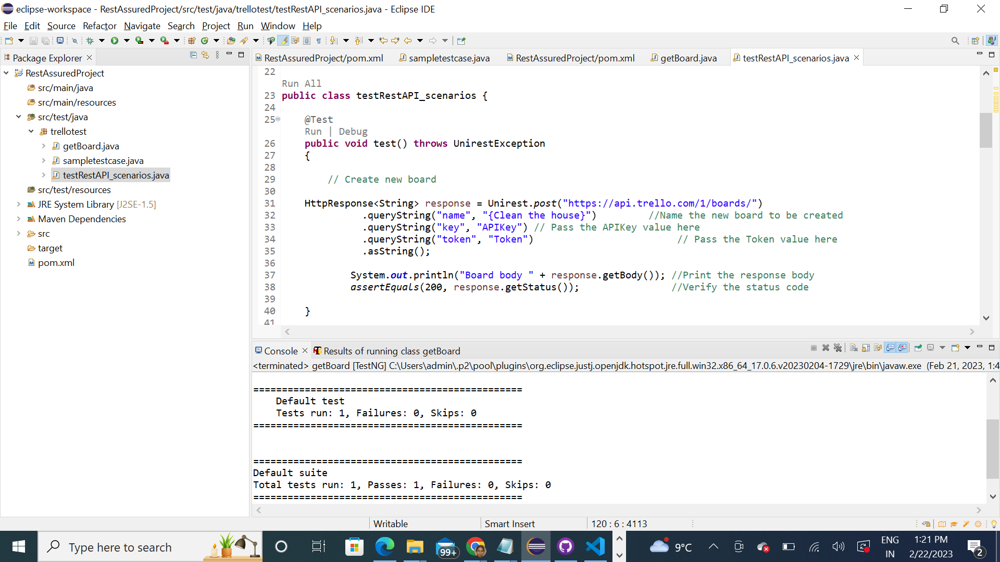 eclipse-workspace - RestAssuredProject/src/test/java/trellotest/testRestAPI_scenarios.java - Eclipse IDE
File Edit Source Refactor Navigate Search Project Run Window Help
Package Explorer
RestAssuredProject
src/main/java
src/main/resources
src/test/java
trellotest
getBoard.java
sampletestcase.java
testRestAPI_scenarios.java
src/test/resources
JRE System Library [J2SE-1.5]
Maven Dependencies
src
target
pom.xml
RestAssuredProject/pom.xml sampletestcase.java RestAssuredProject/pom.xml getBoard.java testRestAPI_scenarios.java
22
Run All
23 public class testRestAPI_scenarios {
24
25 @Test
Run | Debug
26 public void test() throws UnirestException
27 {
28
29 // Create new board
30
31 HttpResponse<String> response = Unirest.post("https://api.trello.com/1/boards/")
32 .queryString("name", "{Clean the house}") //Name the new board to be created
33 .queryString("key", "APIKey") // Pass the APIKey value here
34 .queryString("token", "Token") // Pass the Token value here
35 .asString();
36
37 System.out.println("Board body " + response.getBody()); //Print the response body
38 assertEquals(200, response.getStatus()); //Verify the status code
39
40 }
41
Console Results of running class getBoard
<terminated> getBoard [TestNG] C:\Users\admin\.p2\pool\plugins\org.eclipse.justj.openjdk.hotspot.jre.full.win32.x86_64_17.0.6.v20230204-1729\jre\bin\javaw.exe (Feb 21, 2023, 1:4
===============================================
Default test
Tests run: 1, Failures: 0, Skips: 0
===============================================
===============================================
Default suite
Total tests run: 1, Passes: 1, Failures: 0, Skips: 0
===============================================
Writable Smart Insert 120 : 6 : 4113
Type here to search
99+
9°C
ENG
IN
1:21 PM
2/22/2023
2